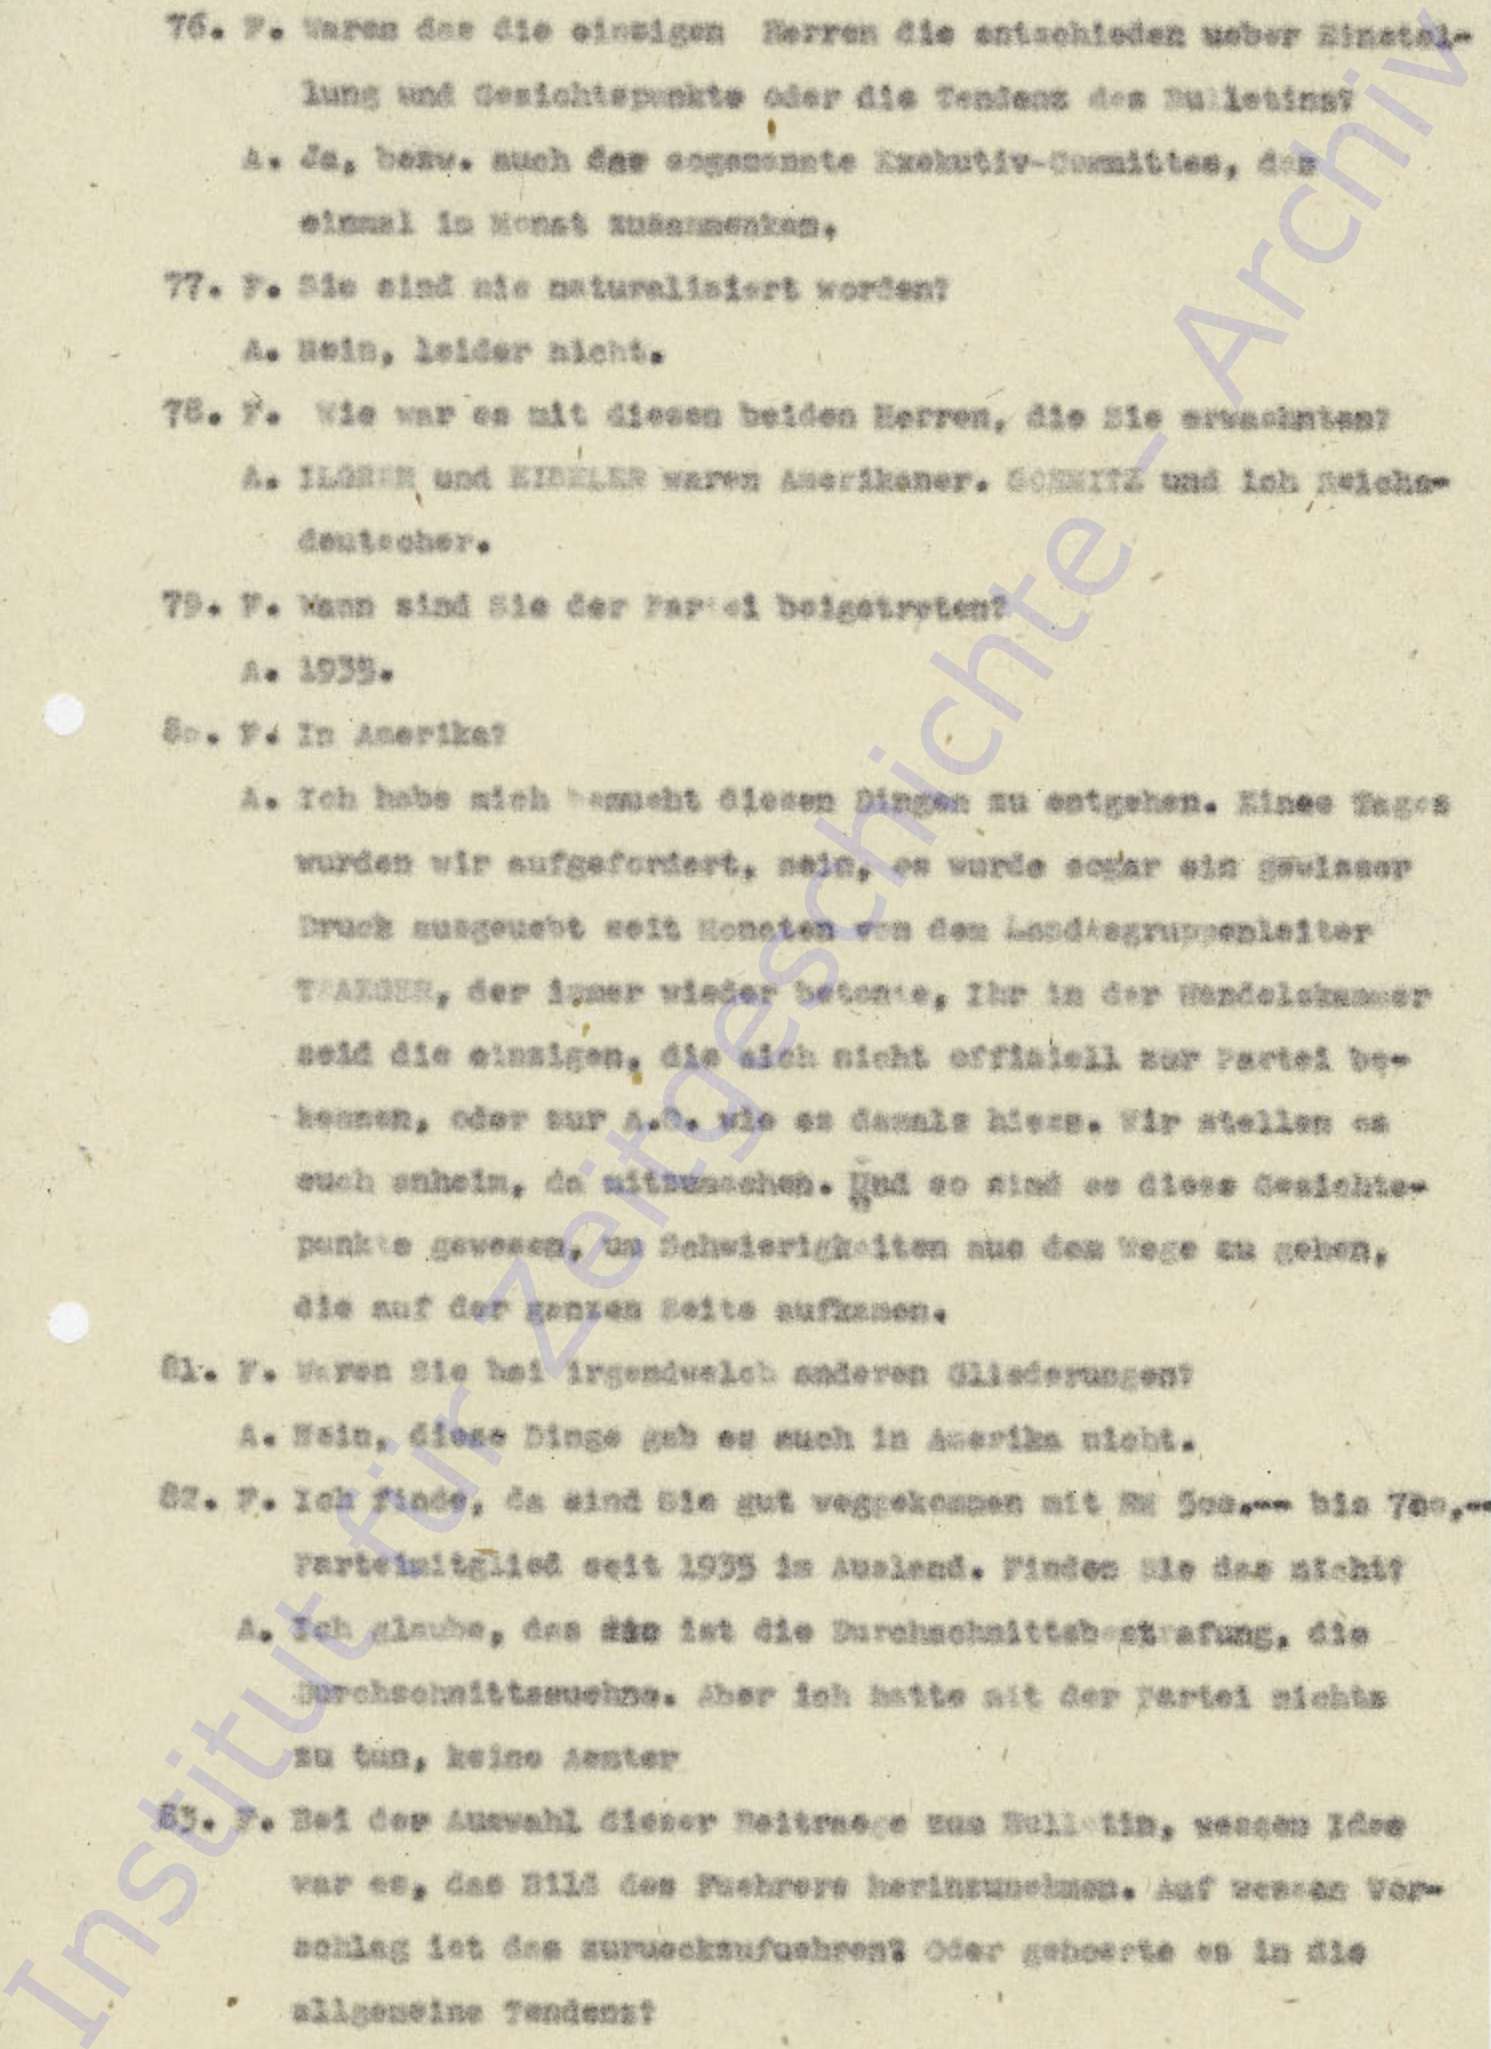 76. F. Waren das die einzigen Herren die entschieden ueber Einstel-
lung und Gesichtspunkte oder die Tendenz des Bulletins?
A. Ja, bezw. auch das sogenannte Exekutiv-Committee, das
einmal im Monat zusammenkam.
77. F. Sie sind nie naturalisiert worden?
A. Nein, leider nicht.
78. F. Wie war es mit diesen beiden Herren, die Sie erwaehnten?
A. und waren Amerikaner. SCHMITZ und ich Reichs-
deutscher.
79. F. Wann sind Sie der Partei beigetreten?
A. 1935.
80. F. In Amerika?
A. Ich habe mich bemueht diesen Dingen zu entgehen. Eines Tages
wurden wir aufgefordert, nein, es wurde sogar ein gewisser
Druck ausgeuebt seit Monaten von dem Landesgruppenleiter
der immer wieder betonte, Ihr in der Handelskammer
seid die einzigen, die sich nicht offiziell zur Partei be-
kennen, oder zur A.O. wie es damals hiess. Wir stellen es
euch anheim, da mitzumachen. Und so sind es diese Gesichts-
punkte gewesen, um Schwierigkeiten aus dem Wege zu gehen,
die auf der ganzen Seite aufkamen.
81. F. Waren Sie bei irgendwelch anderen Gliederungen?
A. Nein, diese Dinge gab es auch in Amerika nicht.
82. F. Ich finde, da sind Sie gut weggekommen mit RM 500.-- bis 700,--
Parteimitglied seit 1935 im Ausland. Finden Sie das nicht?
A. Ich glaube, das ist die Durchschnittsbestrafung, die
Durchschnittssuehne. Aber ich hatte mit der Partei nichts
zu tun, keine Aemter
83. F. Bei der Auswahl dieser Beitraege zum Bulletin, wessen Idee
war es, das Bild des Fuehrers herinzunehmen. Auf wessen Vor-
schlag ist das zurueckzufuehren? Oder gehoerte es in die
allgemeine Tendenz?
Institut für Zeitgeschichte - Archiv